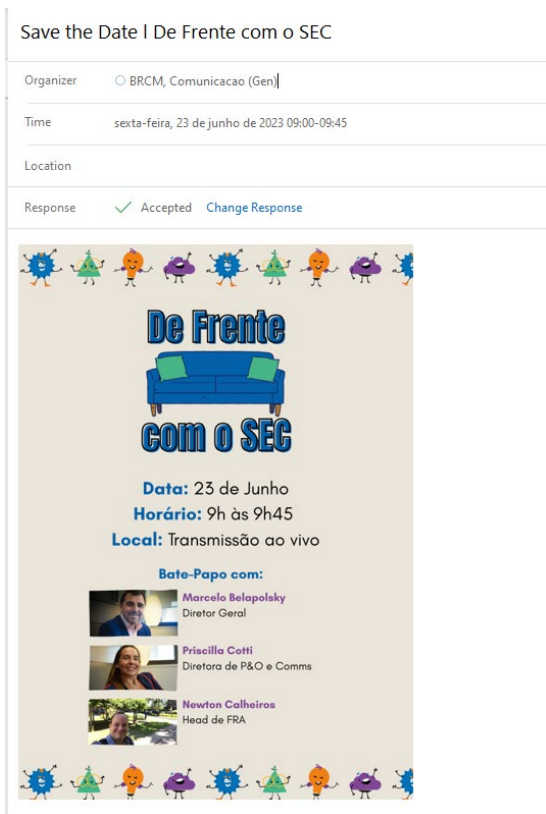 Save the Date l De Frente com o SEC
Organizer
BRCM, Comunicacao (Gen)
Time
sexta-feira, 23 de junho de 2023 09:00-09:45
Location
Response
Accepted Change Response
De Frente
com o SEC
Data: 23 de Junho
Horário: 9h às 9h45
Local: Transmissão ao vivo
Bate-Papo com:
Marcelo Belapolsky
Diretor Geral
Priscilla Cotti
Diretora de P&O e Comms
Newton Calheiros
Head de FRA